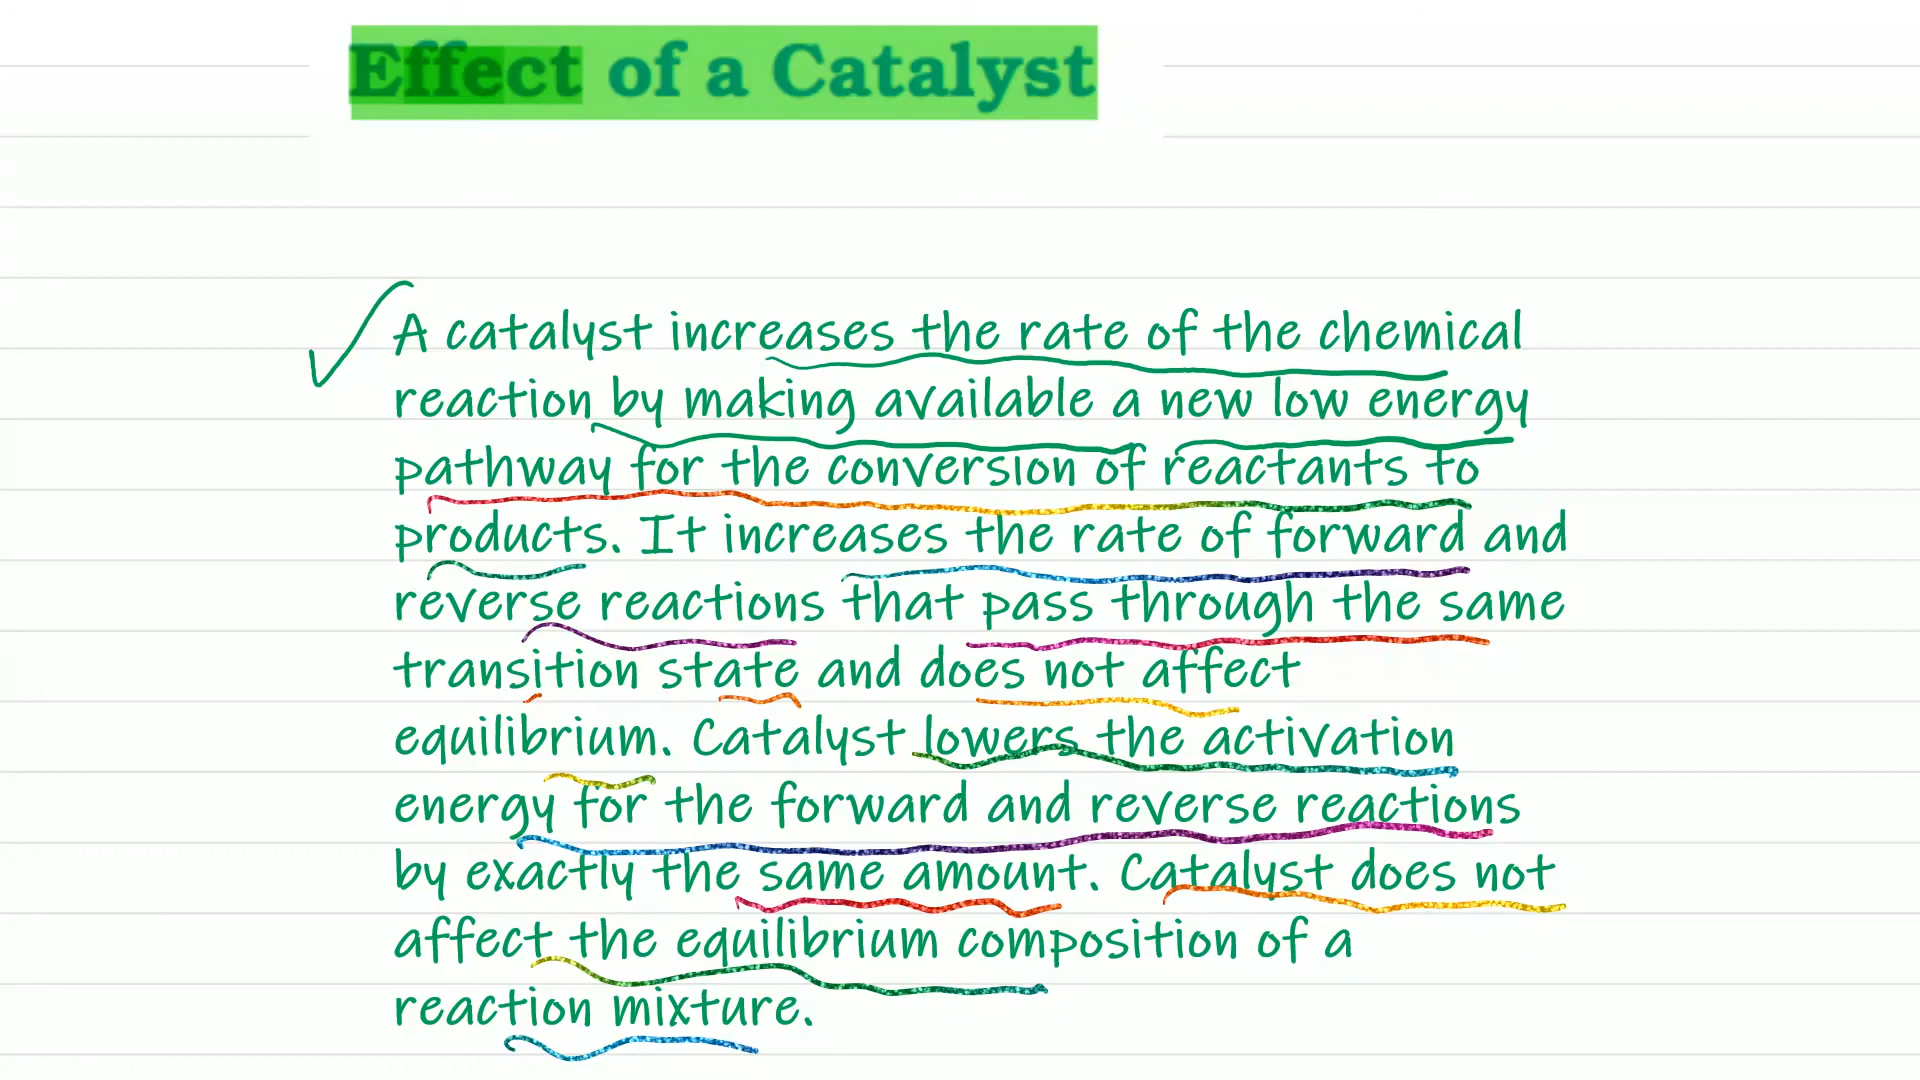 Effect of a Catalyst
A catalyst increases the rate of the chemical
reaction by making available a new low energy
pathway for the conversion of reactants to
products. It increases the rate of forward and
reverse reactions that pass through the same
transition state and does not affect
equilibrium. Catalyst lowers the activation
energy for the forward and reverse reactions
by exactly the same amount. Catalyst does not
affect the equilibrium composition of a
reaction mixture.